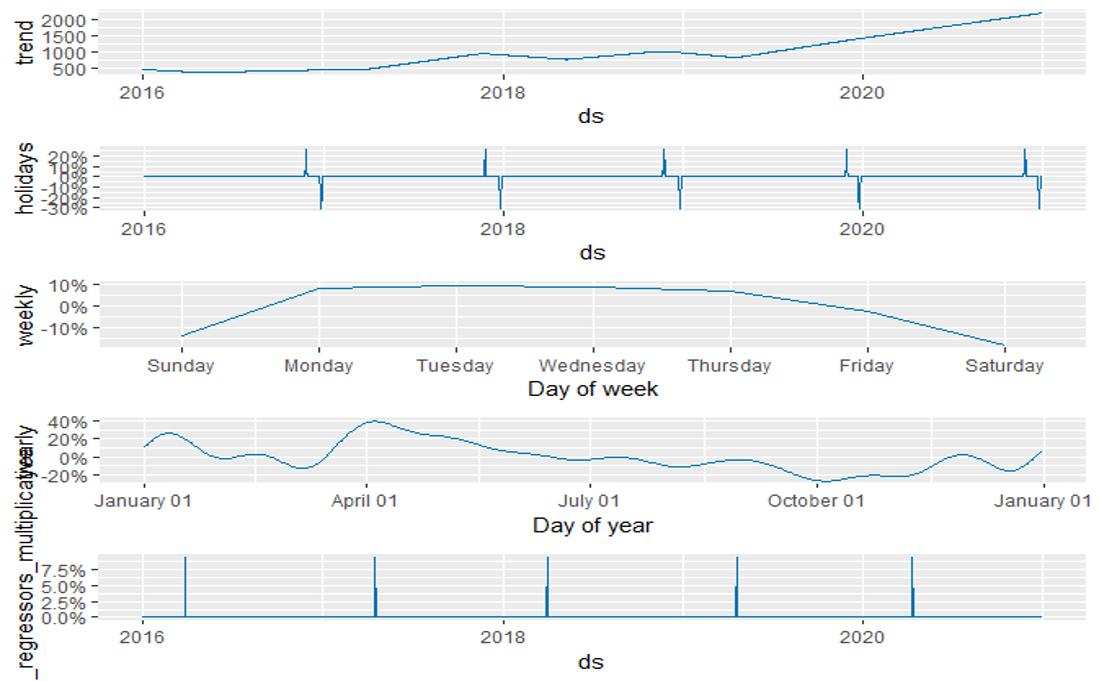 trend
2000
1500
1000
500
2016 2018 2020
ds
holidays
20%
10%
0%
-10%
-20%
-30%
2016 2018 2020
ds
weekly
10%
0%
-10%
Sunday Monday Tuesday Wednesday Thursday Friday Saturday
Day of week
yearly
40%
20%
0%
-20%
January 01 April 01 July 01 October 01 January 01
Day of year
_regressors_multiplicative
7.5%
5.0%
2.5%
0.0%
2016 2018 2020
ds